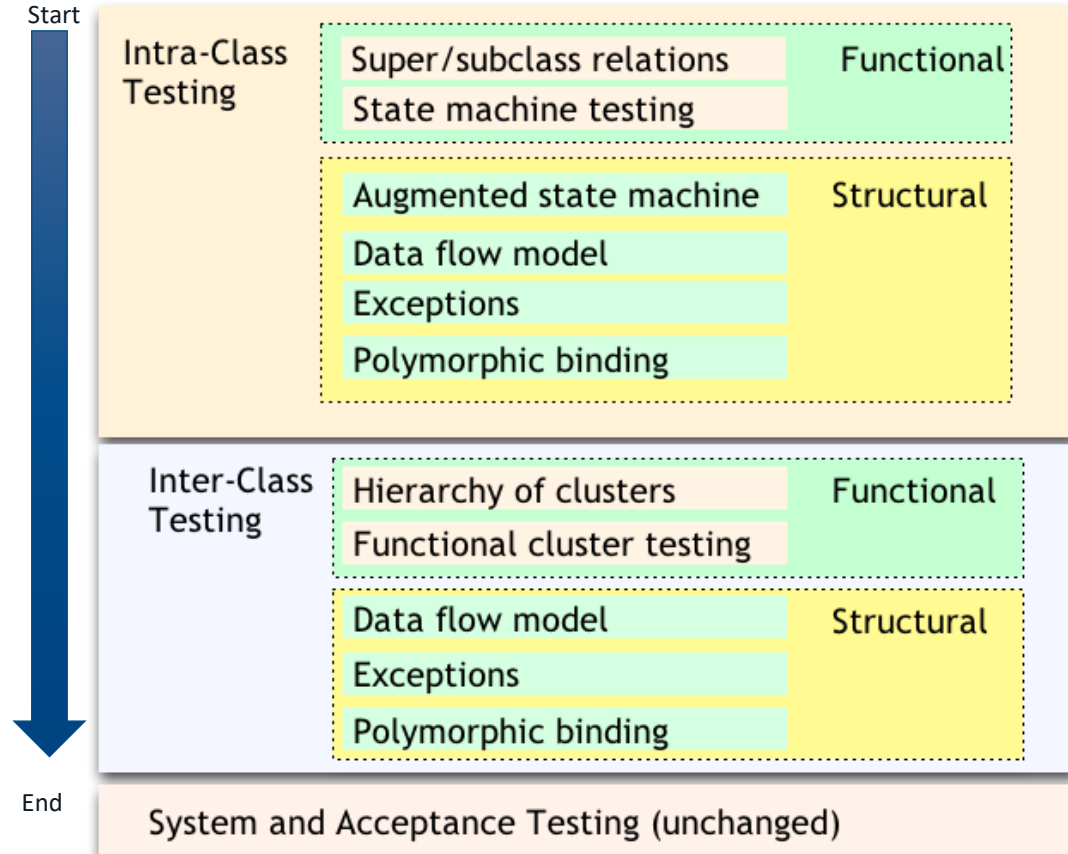 Start
Intra-Class
Testing
Super/subclass relations
Functional
State machine testing
Augmented state machine
Structural
Data flow model
Exceptions
Polymorphic binding
Inter-Class
Testing
Hierarchy of clusters
Functional
Functional cluster testing
Data flow model
Structural
Exceptions
Polymorphic binding
End
System and Acceptance Testing (unchanged)